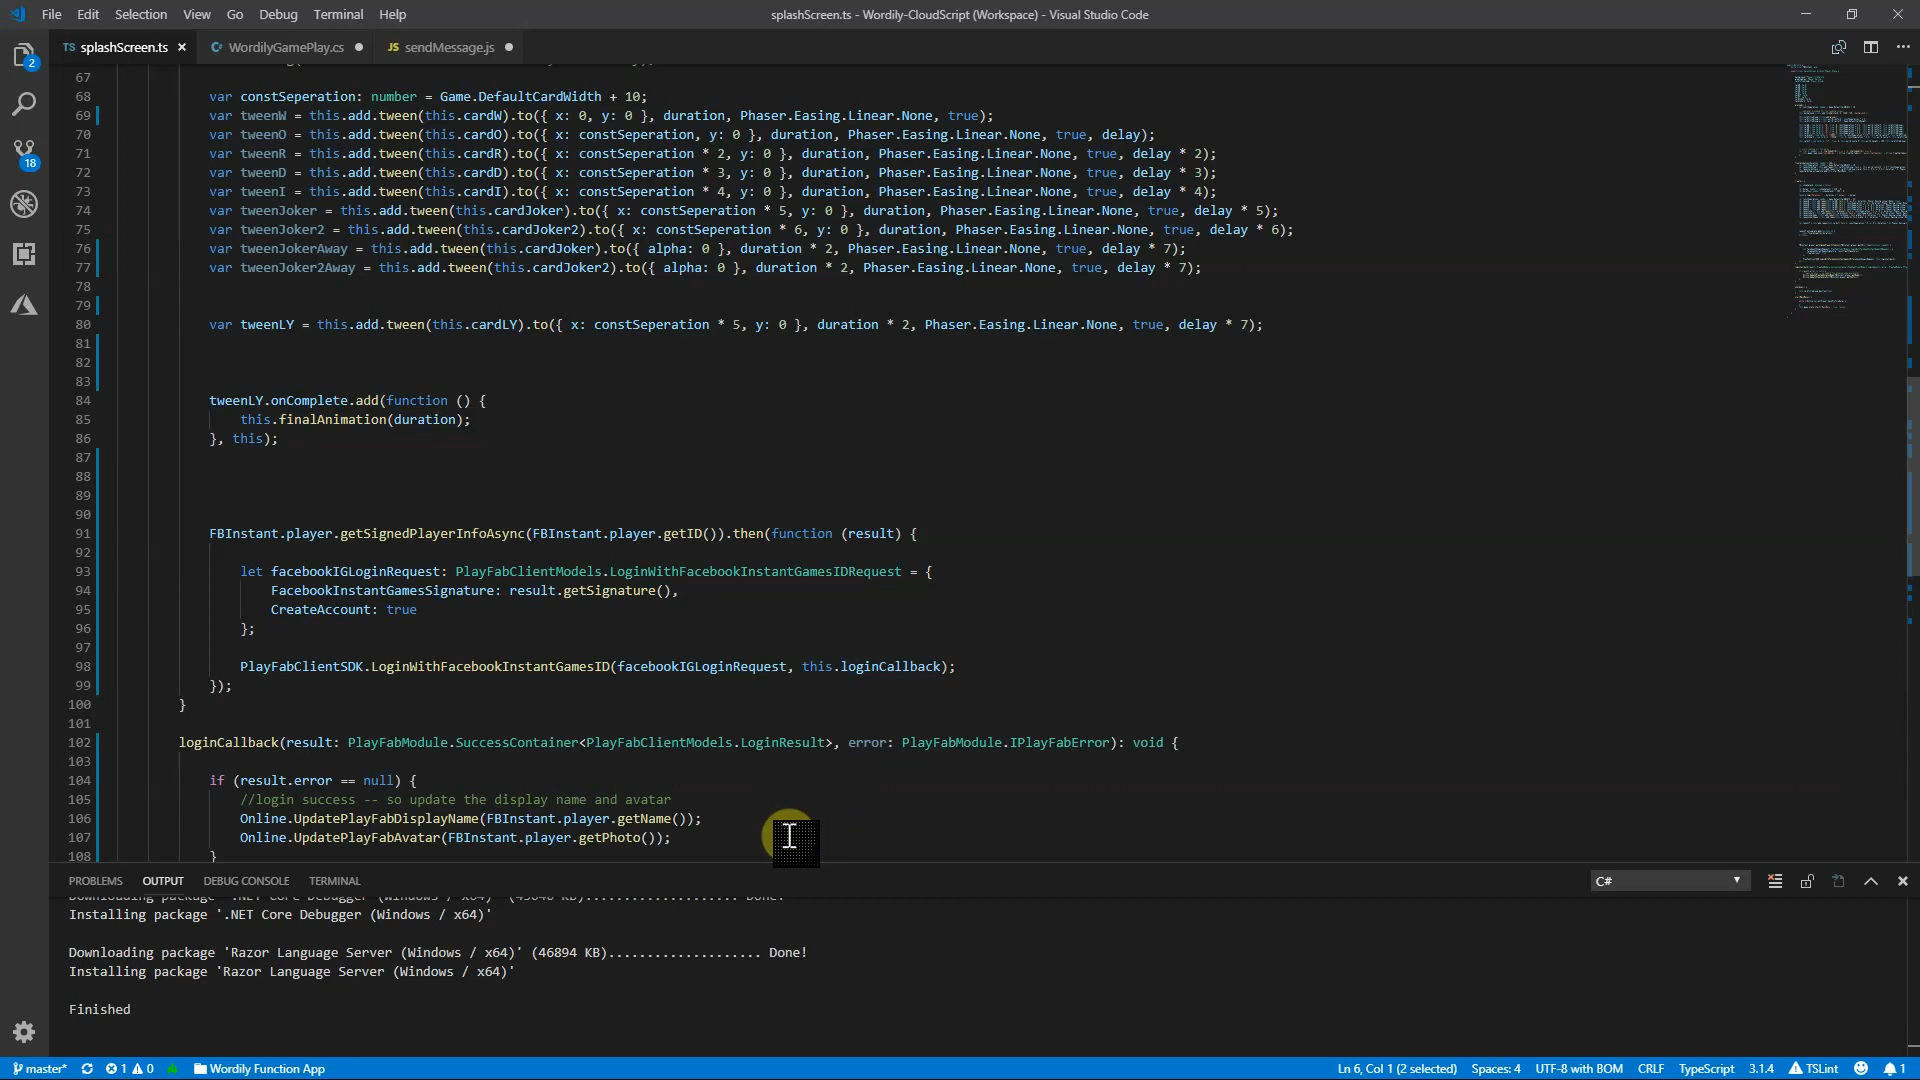 File Edit Selection View Go Debug Terminal Help
splashScreen.ts - Wordily-CloudScript (Workspace) - Visual Studio Code
TS splashScreen.ts × WordilyGamePlay.cs JS sendMessage.js
2
18
67
68 var constSeperation: number = Game.DefaultCardWidth + 10;
69 var tweenW = this.add.tween(this.cardW).to({ x: 0, y: 0 }, duration, Phaser.Easing.Linear.None, true);
70 var tweenO = this.add.tween(this.cardO).to({ x: constSeperation, y: 0 }, duration, Phaser.Easing.Linear.None, true, delay);
71 var tweenR = this.add.tween(this.cardR).to({ x: constSeperation * 2, y: 0 }, duration, Phaser.Easing.Linear.None, true, delay * 2);
72 var tweenD = this.add.tween(this.cardD).to({ x: constSeperation * 3, y: 0 }, duration, Phaser.Easing.Linear.None, true, delay * 3);
73 var tweenI = this.add.tween(this.cardI).to({ x: constSeperation * 4, y: 0 }, duration, Phaser.Easing.Linear.None, true, delay * 4);
74 var tweenJoker = this.add.tween(this.cardJoker).to({ x: constSeperation * 5, y: 0 }, duration, Phaser.Easing.Linear.None, true, delay * 5);
75 var tweenJoker2 = this.add.tween(this.cardJoker2).to({ x: constSeperation * 6, y: 0 }, duration, Phaser.Easing.Linear.None, true, delay * 6);
76 var tweenJokerAway = this.add.tween(this.cardJoker).to({ alpha: 0 }, duration * 2, Phaser.Easing.Linear.None, true, delay * 7);
77 var tweenJoker2Away = this.add.tween(this.cardJoker2).to({ alpha: 0 }, duration * 2, Phaser.Easing.Linear.None, true, delay * 7);
78
79
80 var tweenLY = this.add.tween(this.cardLY).to({ x: constSeperation * 5, y: 0 }, duration * 2, Phaser.Easing.Linear.None, true, delay * 7);
81
82
83
84 tweenLY.onComplete.add(function () {
85 this.finalAnimation(duration);
86 }, this);
87
88
89
90
91 FBInstant.player.getSignedPlayerInfoAsync(FBInstant.player.getID()).then(function (result) {
92
93 let facebookIGLoginRequest: PlayFabClientModels.LoginWithFacebookInstantGamesIDRequest = {
94 FacebookInstantGamesSignature: result.getSignature(),
95 CreateAccount: true
96 };
97
98 PlayFabClientSDK.LoginWithFacebookInstantGamesID(facebookIGLoginRequest, this.loginCallback);
99 });
100 }
101
102 loginCallback(result: PlayFabModule.SuccessContainer<PlayFabClientModels.LoginResult>, error: PlayFabModule.IPlayFabError): void {
103
104 if (result.error == null) {
105 //login success -- so update the display name and avatar
106 Online.UpdatePlayFabDisplayName(FBInstant.player.getName());
107 Online.UpdatePlayFabAvatar(FBInstant.player.getPhoto());
108 }
PROBLEMS OUTPUT DEBUG CONSOLE TERMINAL C#
Downloading package '.NET Core Debugger (Windows / x64)' Done!
Installing package '.NET Core Debugger (Windows / x64)'
Downloading package 'Razor Language Server (Windows / x64)' (46894 KB).................... Done!
Installing package 'Razor Language Server (Windows / x64)'
Finished
master* 1 0 Wordily Function App Ln 6, Col 1 (2 selected) Spaces: 4 UTF-8 with BOM CRLF TypeScript 3.1.4 TSLint 1